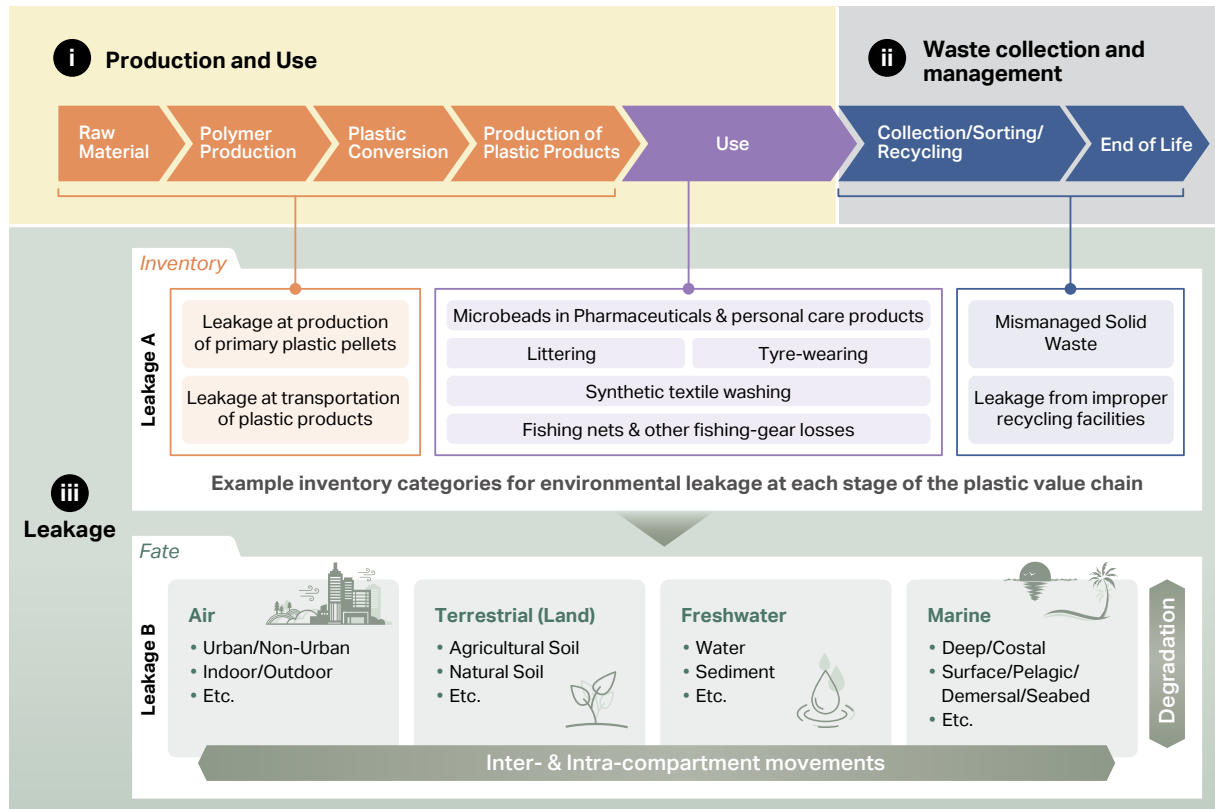 i
Production and Use
ii
Waste collection and
management
Raw
Material
Polymer
Production
Plastic
Conversion
Production of
Plastic Products
Use
Collection/Sorting/
Recycling
End of Life
iii
Leakage
Inventory
Leakage A
Leakage at production
of primary plastic pellets
Leakage at transportation
of plastic products
Microbeads in Pharmaceuticals & personal care products
Littering
Tyre-wearing
Synthetic textile washing
Fishing nets & other fishing-gear losses
Mismanaged Solid
Waste
Leakage from improper
recycling facilities
Example inventory categories for environmental leakage at each stage of the plastic value chain
Fate
Leakage B
Air
• Urban/Non-Urban
• Indoor/Outdoor
• Etc.
Terrestrial (Land)
• Agricultural Soil
• Natural Soil
• Etc.
Freshwater
• Water
• Sediment
• Etc.
Marine
• Deep/Costal
• Surface/Pelagic/
Demersal/Seabed
• Etc.
Degradation
Inter- & Intra-compartment movements